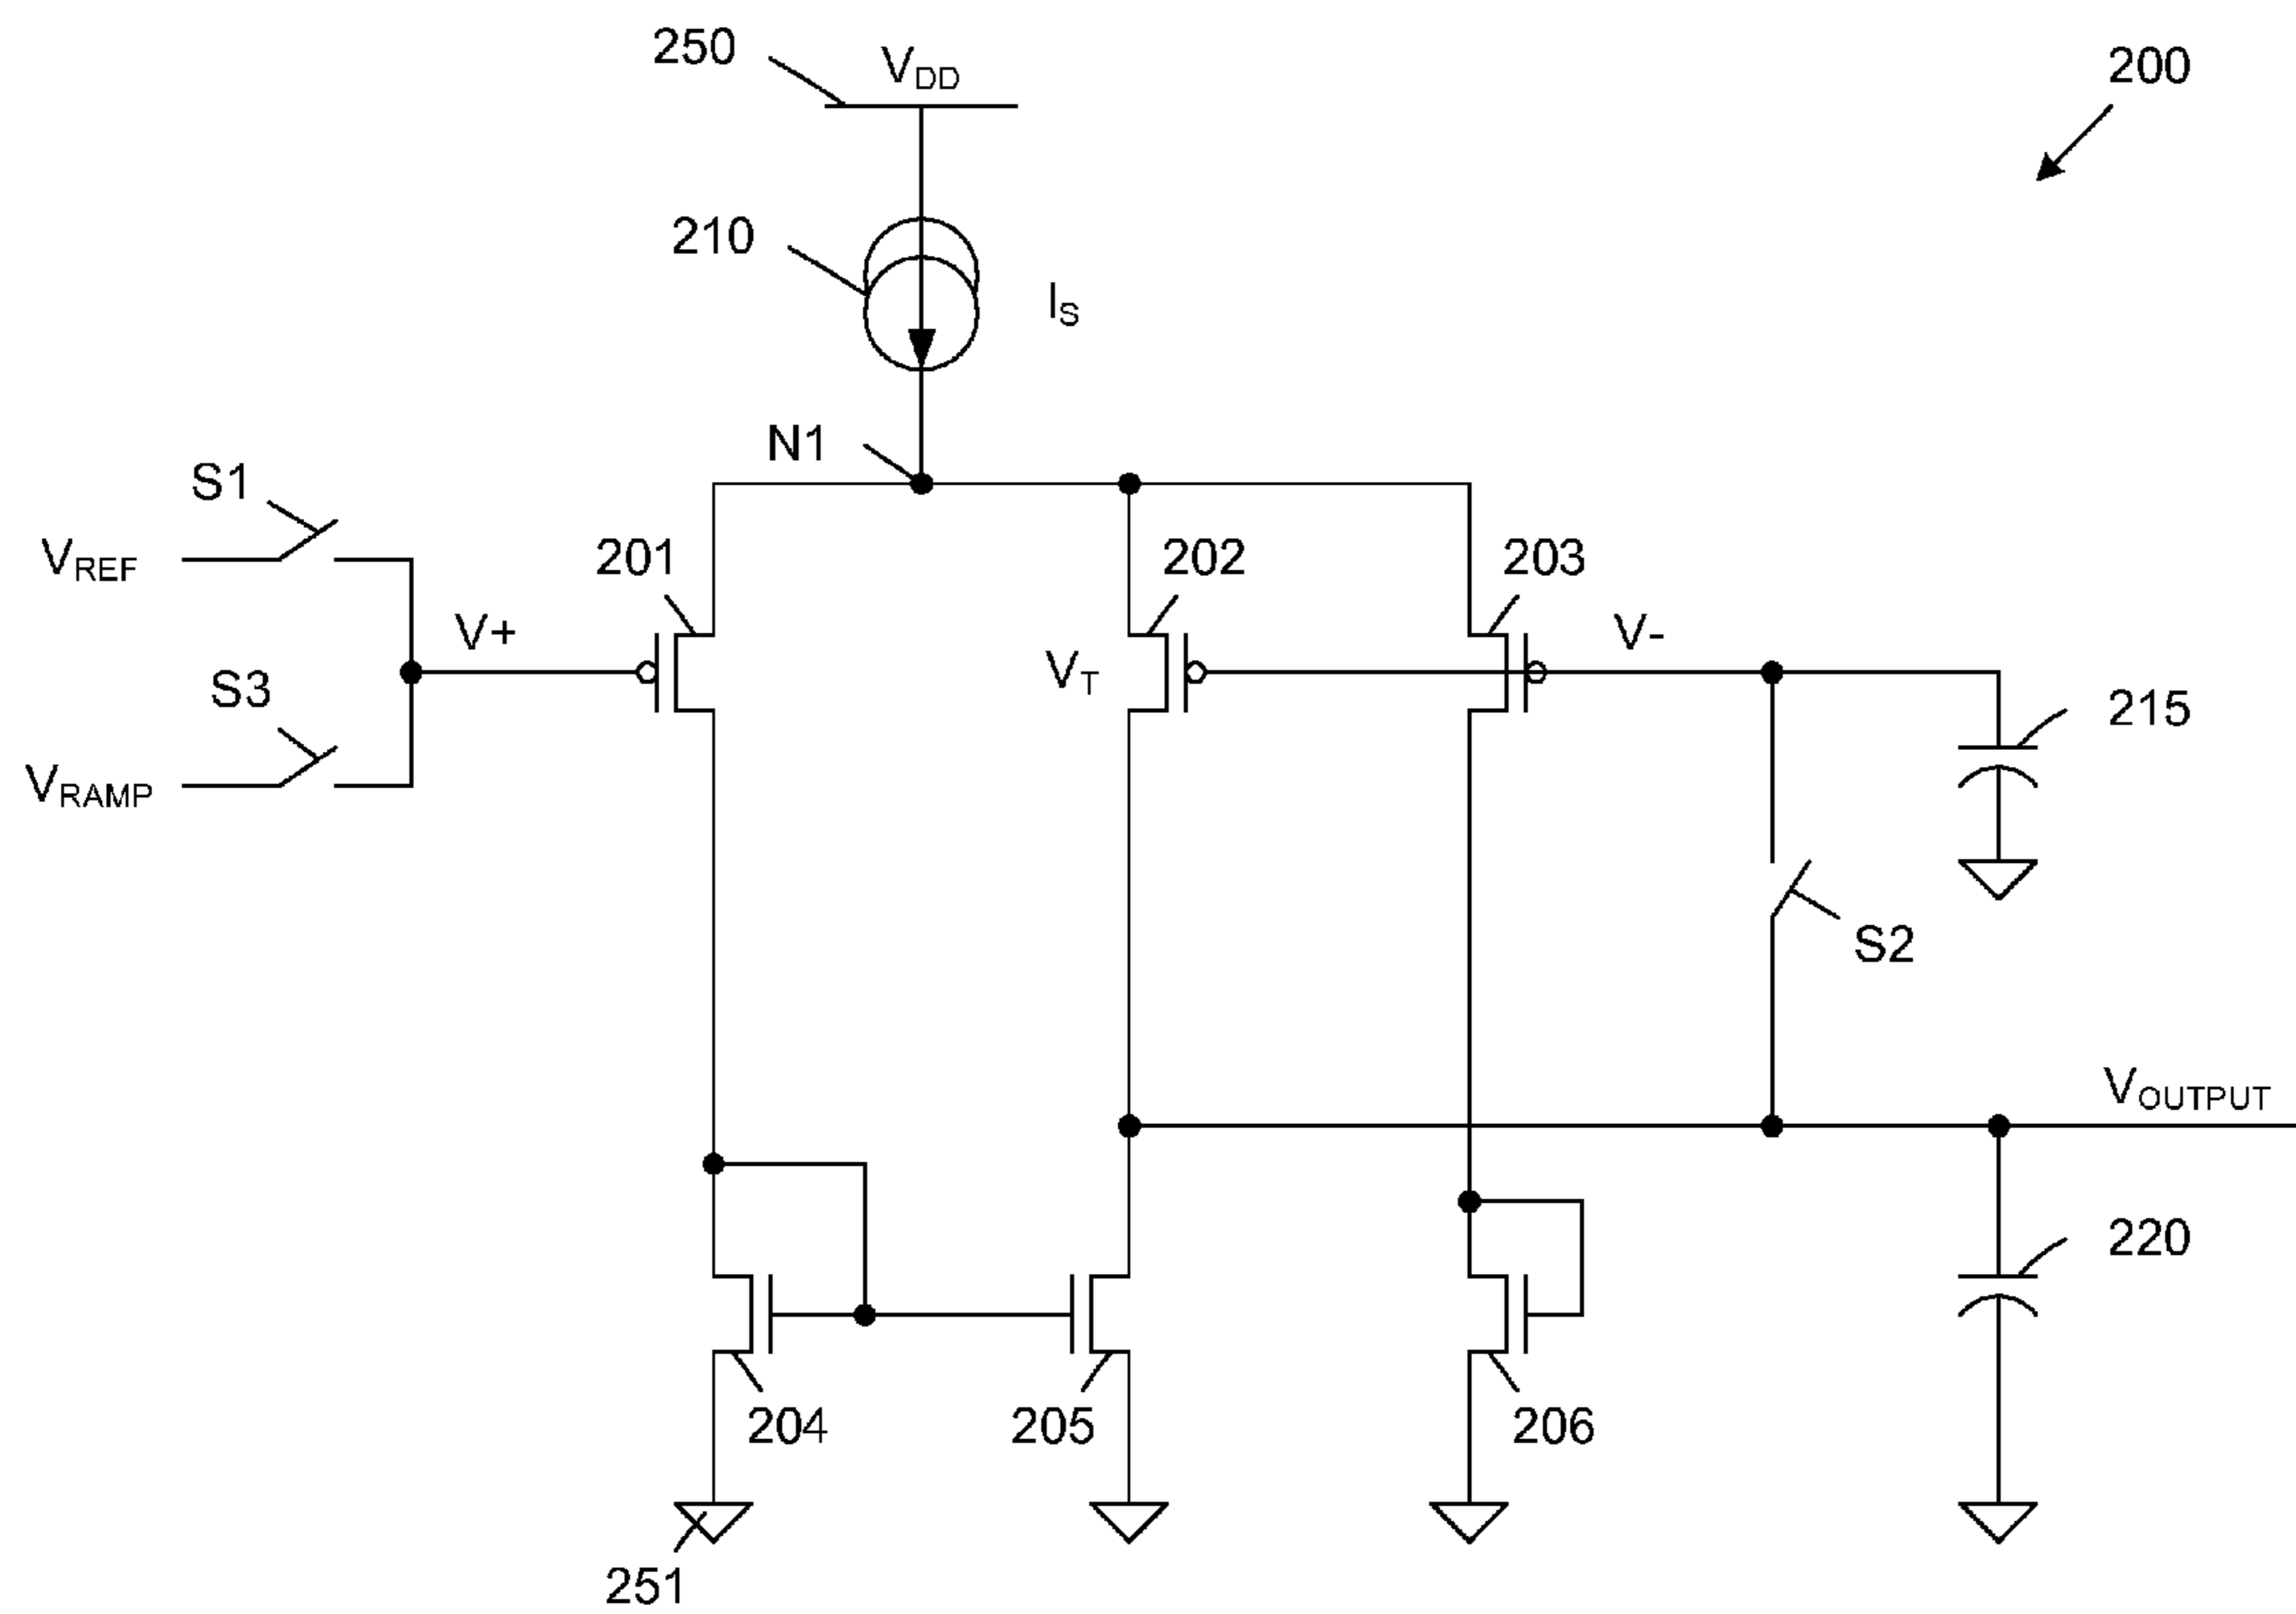 250
VDD
200
210
IS
N1
S1
VREF
201
202
203
V+
VT
V-
S3
215
VRAMP
S2
VOUTPUT
220
204
205
206
251